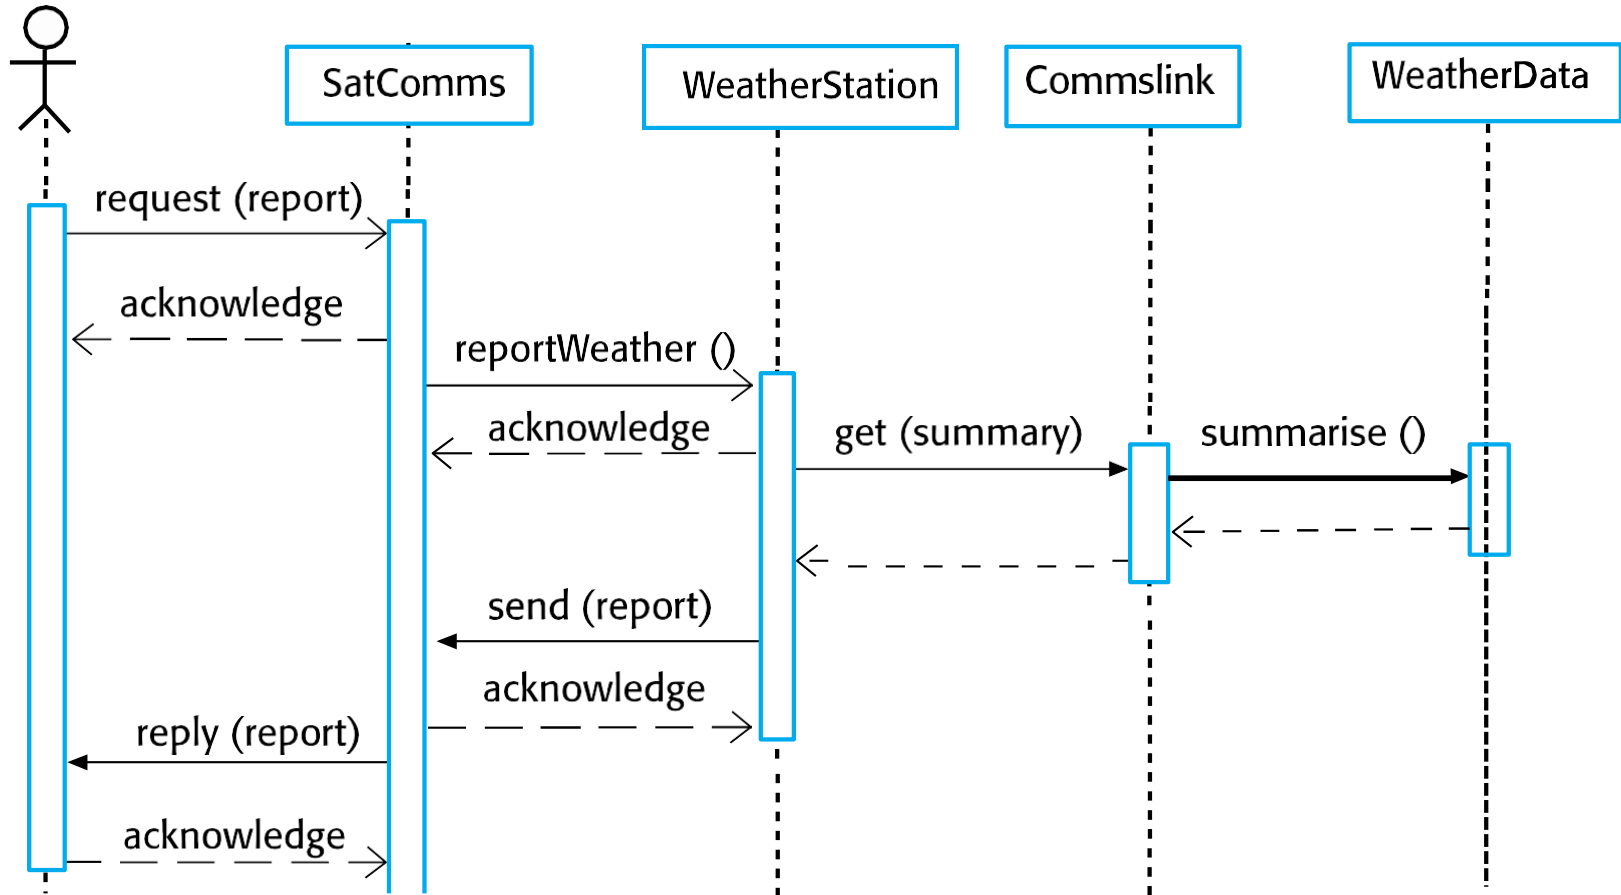 SatComms
WeatherStation
Commslink
WeatherData
request (report)
acknowledge
reportWeather ()
acknowledge
get (summary)
summarise ()
send (report)
acknowledge
reply (report)
acknowledge